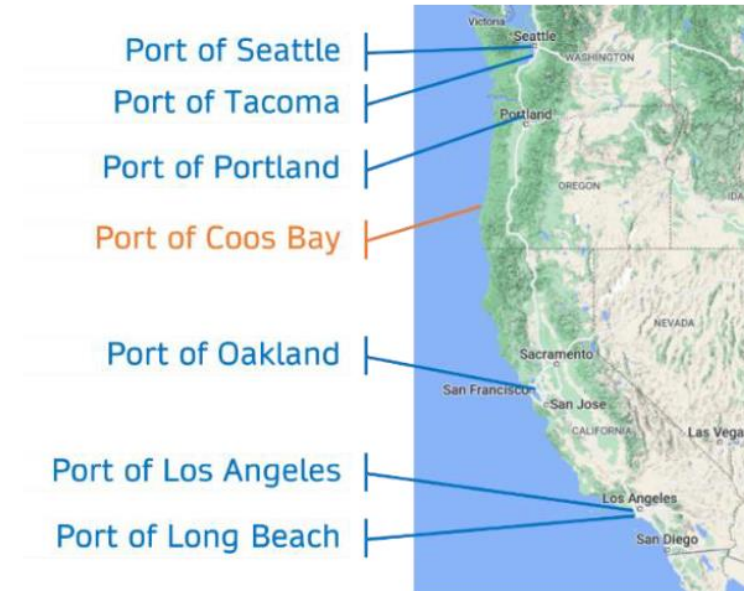 Port of Seattle
Port of Tacoma
Port of Portland
Port of Coos Bay
Port of Oakland
Port of Los Angeles
Port of Long Beach
Victoria
Seattle
WASHINGTON
Portland
OREGON
IDA
NEVADA
Sacramento
San Francisco
San Jose
CALIFORNIA
Las Vega
Los Angeles
San Diego